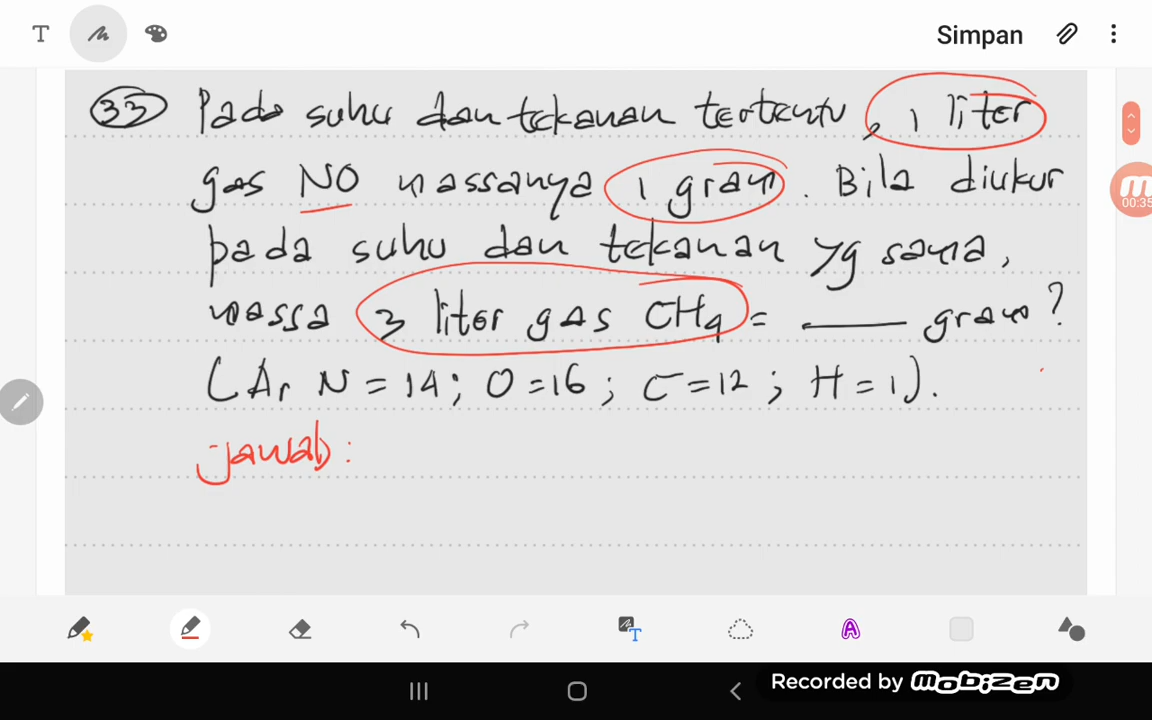 T
Simpan
33 Pada suhu dan tekanan tertentu, 1 liter
gas NO massanya 1 gram. Bila diukur
pada suhu dan tekanan yg sama,
massa 3 liter gas CH4 = ____ gram?
(Ar N = 14; O = 16; C = 12; H = 1).
jawab:
00:35
T
A
Recorded by mobizen